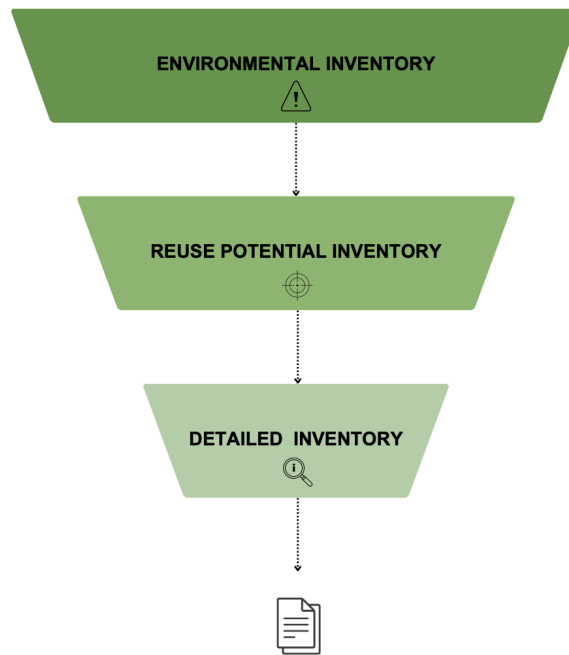 ENVIRONMENTAL INVENTORY
!
REUSE POTENTIAL INVENTORY
DETAILED INVENTORY
i